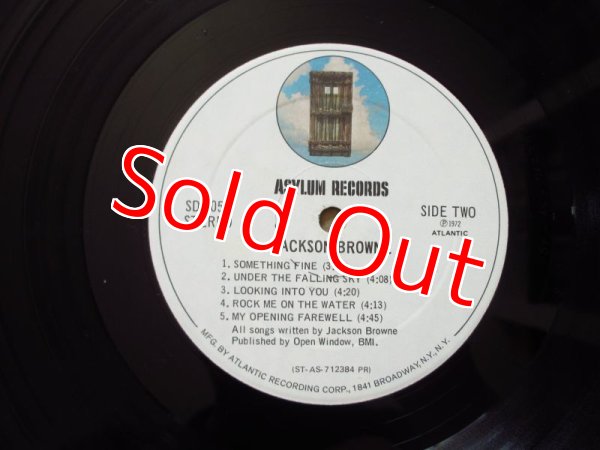 ASYLUM RECORDS
SIDE TWO
℗ 1972
ATLANTIC
Sold Out
JACKSON BROWNE
1. SOMETHING FINE
2. UNDER THE FALLING SKY (4:08)
3. LOOKING INTO YOU (4:20)
4. ROCK ME ON THE WATER (4:13)
5. MY OPENING FAREWELL (4:45)
All songs written by Jackson Browne
Published by Open Window, BMI.
(ST-AS-712384 PR)
MFG. BY ATLANTIC RECORDING CORP., 1841 BROADWAY, N.Y., N.Y.